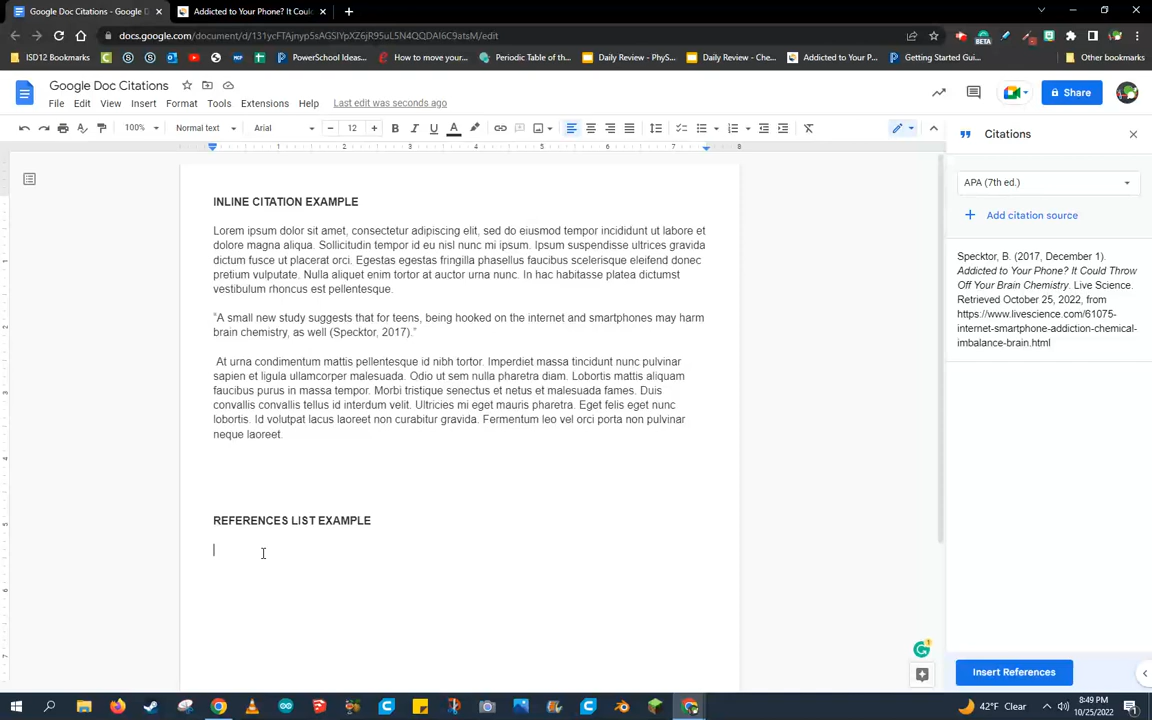 Google Doc Citations - Google D
Addicted to Your Phone? It Coul
docs.google.com/document/d/131ycFTAjnyp5sAGSlYpXZ6jR95uL5N4QQDAI6C9atsM/edit
ISD12 Bookmarks
PowerSchool Ideas...
How to move your...
Periodic Table of th...
Daily Review - PhyS...
Daily Review - Che...
Addicted to Your P...
Getting Started Gui...
Other bookmarks
BETA
Google Doc Citations
File Edit View Insert Format Tools Extensions Help Last edit was seconds ago
Share
100% Normal text Arial 12
1 2 3 4 5 6 7 8
INLINE CITATION EXAMPLE
Lorem ipsum dolor sit amet, consectetur adipiscing elit, sed do eiusmod tempor incididunt ut labore et
dolore magna aliqua. Sollicitudin tempor id eu nisl nunc mi ipsum. Ipsum suspendisse ultrices gravida
dictum fusce ut placerat orci. Egestas egestas fringilla phasellus faucibus scelerisque eleifend donec
pretium vulputate. Nulla aliquet enim tortor at auctor urna nunc. In hac habitasse platea dictumst
vestibulum rhoncus est pellentesque.
"A small new study suggests that for teens, being hooked on the internet and smartphones may harm
brain chemistry, as well (Specktor, 2017)."
At urna condimentum mattis pellentesque id nibh tortor. Imperdiet massa tincidunt nunc pulvinar
sapien et ligula ullamcorper malesuada. Odio ut sem nulla pharetra diam. Lobortis mattis aliquam
faucibus purus in massa tempor. Morbi tristique senectus et netus et malesuada fames. Duis
convallis convallis tellus id interdum velit. Ultricies mi eget mauris pharetra. Eget felis eget nunc
lobortis. Id volutpat lacus laoreet non curabitur gravida. Fermentum leo vel orci porta non pulvinar
neque laoreet.
REFERENCES LIST EXAMPLE
Citations
APA (7th ed.)
Add citation source
Specktor, B. (2017, December 1).
Addicted to Your Phone? It Could Throw
Off Your Brain Chemistry. Live Science.
Retrieved October 25, 2022, from
https://www.livescience.com/61075-
internet-smartphone-addiction-chemical-
imbalance-brain.html
Insert References
42°F Clear
8:49 PM
10/25/2022